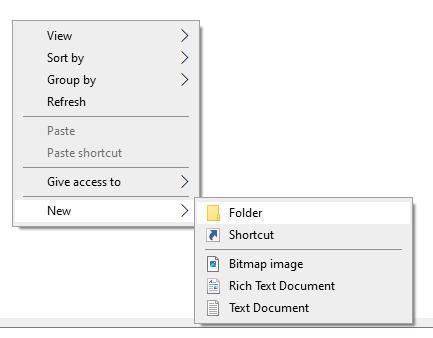 View
Sort by
Group by
Refresh
Paste
Paste shortcut
Give access to
New
Folder
Shortcut
Bitmap image
Rich Text Document
Text Document